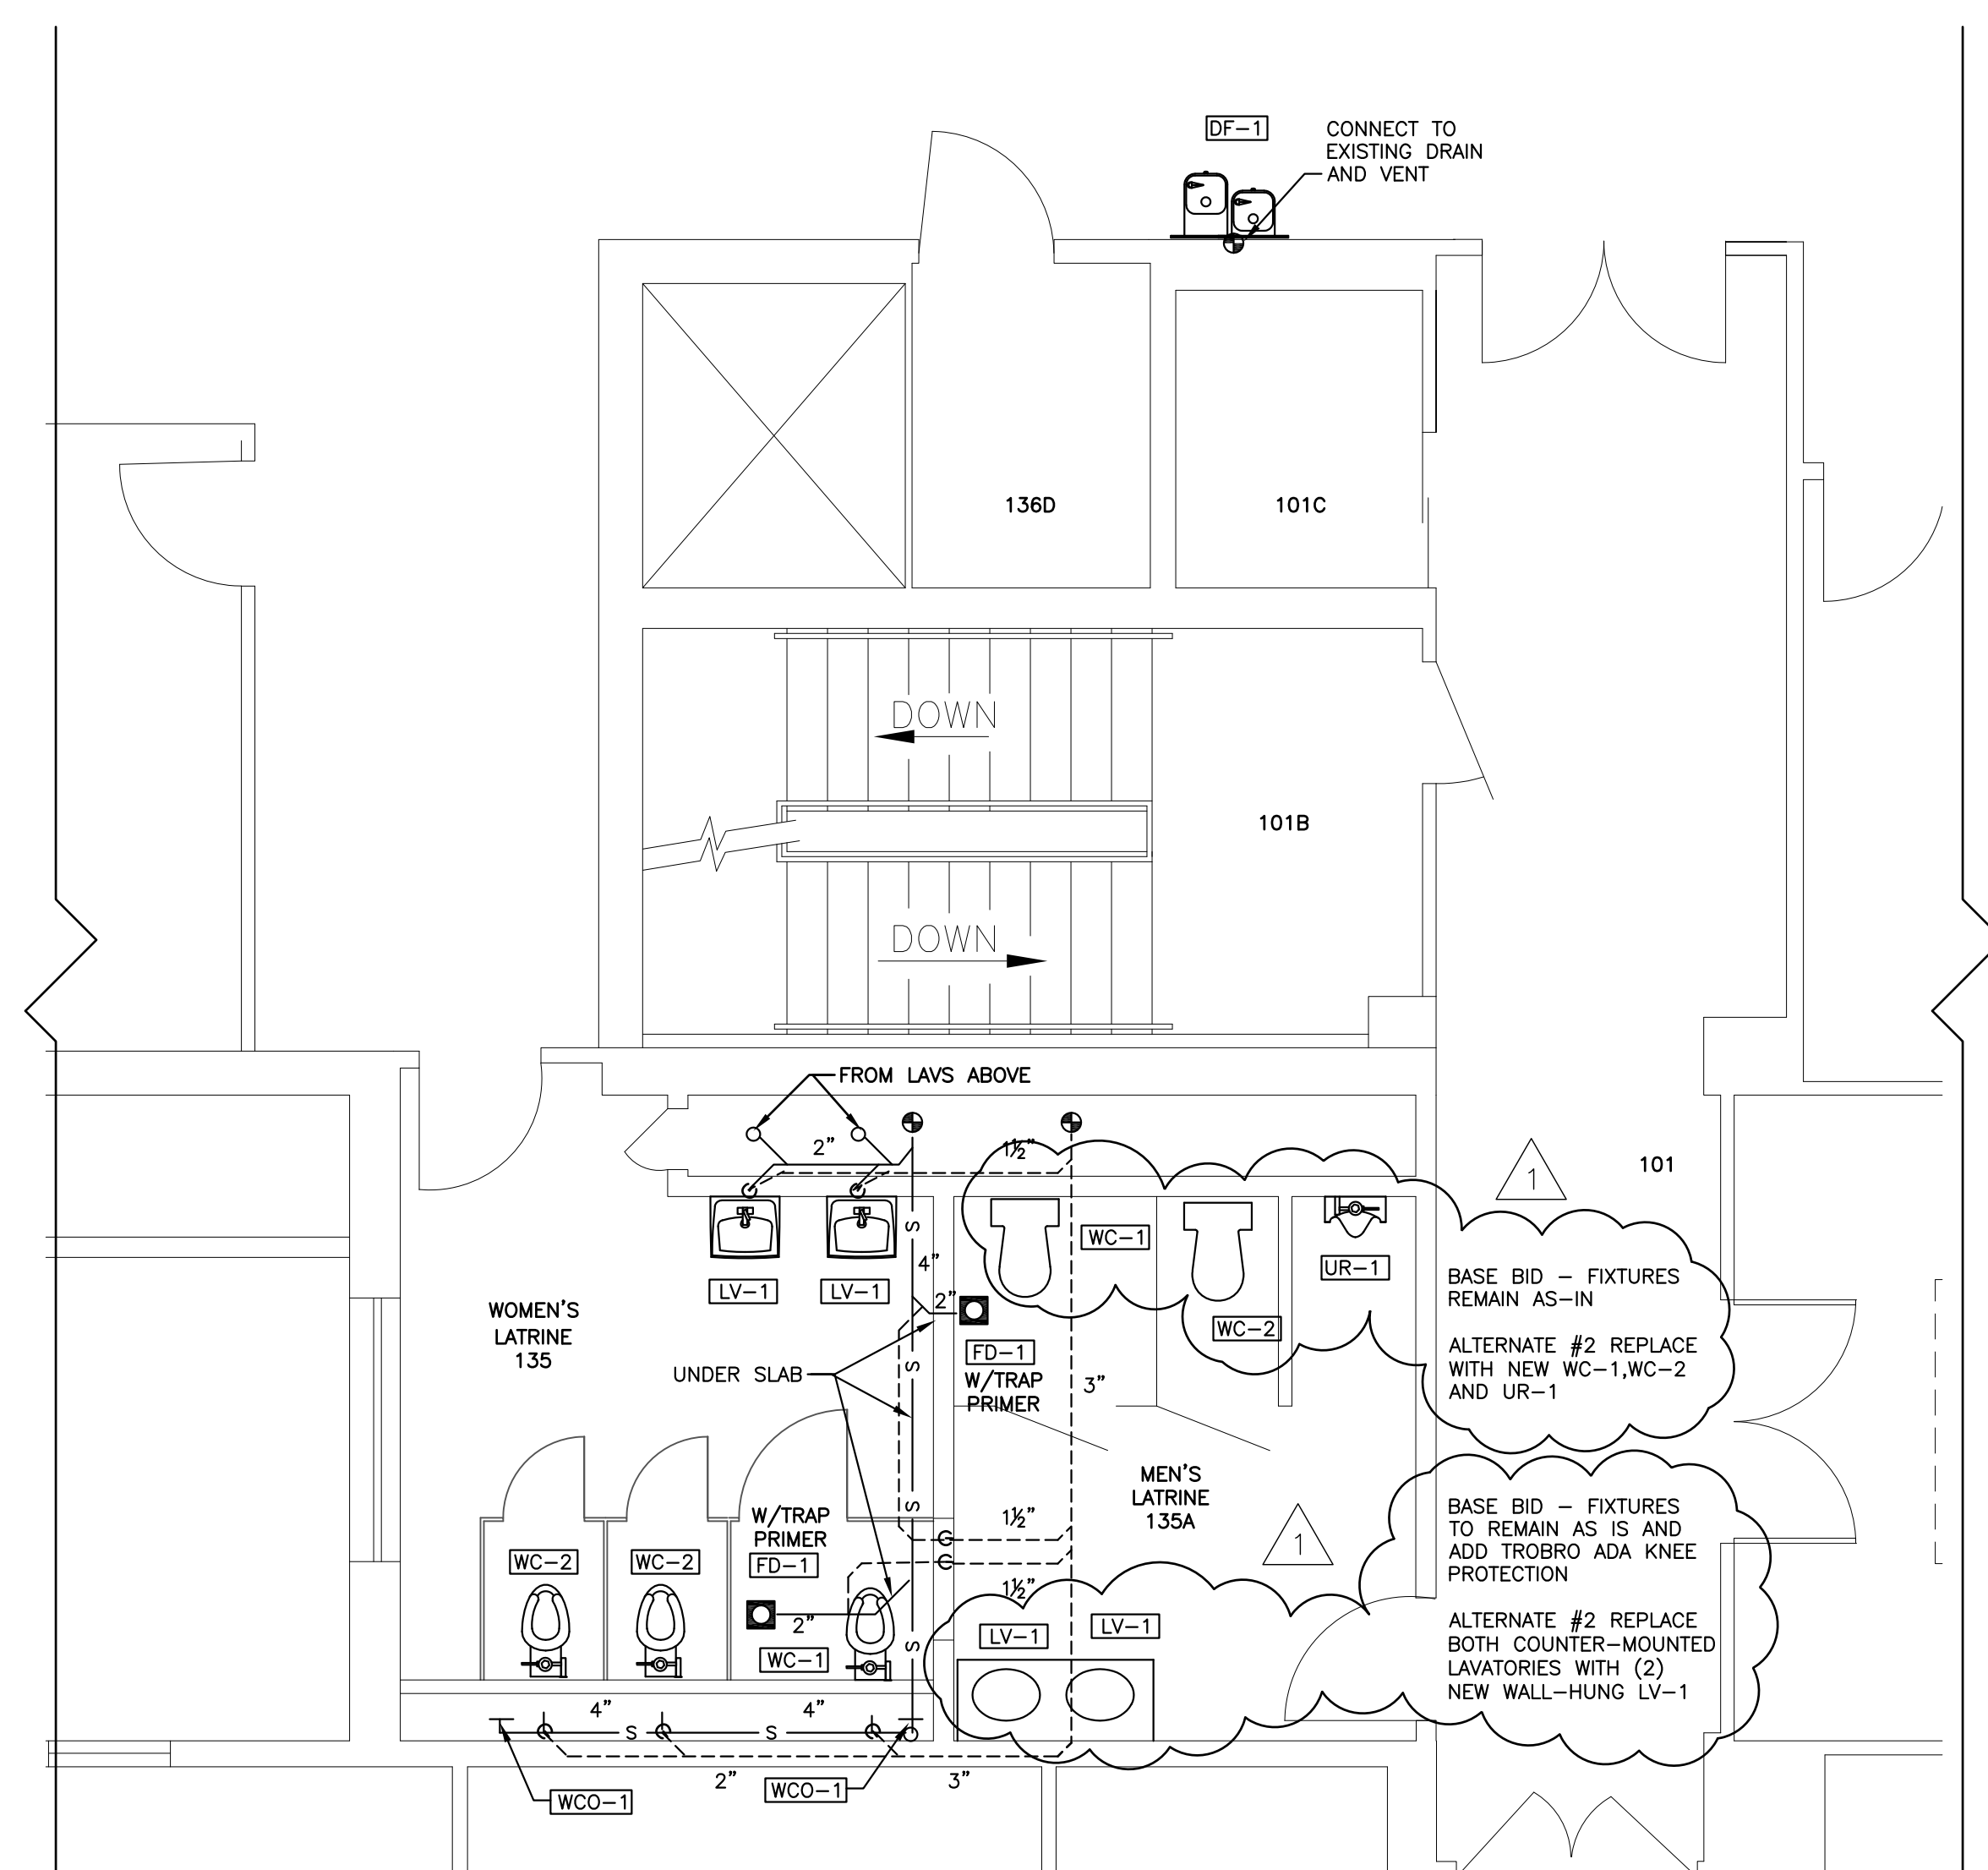 DF-1
CONNECT TO
EXISTING DRAIN
AND VENT
136D
101C
DOWN
101B
DOWN
FROM LAVS ABOVE
2"
1½"
101
1
S
4"
WC-1
UR-1
LV-1
LV-1
2"
WC-2
BASE BID - FIXTURES
REMAIN AS-IN
ALTERNATE #2 REPLACE
WITH NEW WC-1,WC-2
AND UR-1
WOMEN'S
LATRINE
135
FD-1
W/TRAP
PRIMER
UNDER SLAB
S
3"
MEN'S
LATRINE
135A
S
1½"
1
W/TRAP
PRIMER
FD-1
WC-2
WC-2
1½"
2"
WC-1
S
LV-1
LV-1
BASE BID - FIXTURES
TO REMAIN AS IS AND
ADD TROBRO ADA KNEE
PROTECTION
ALTERNATE #2 REPLACE
BOTH COUNTER-MOUNTED
LAVATORIES WITH (2)
NEW WALL-HUNG LV-1
4"
4"
S
S
2"
3"
WCO-1
WCO-1